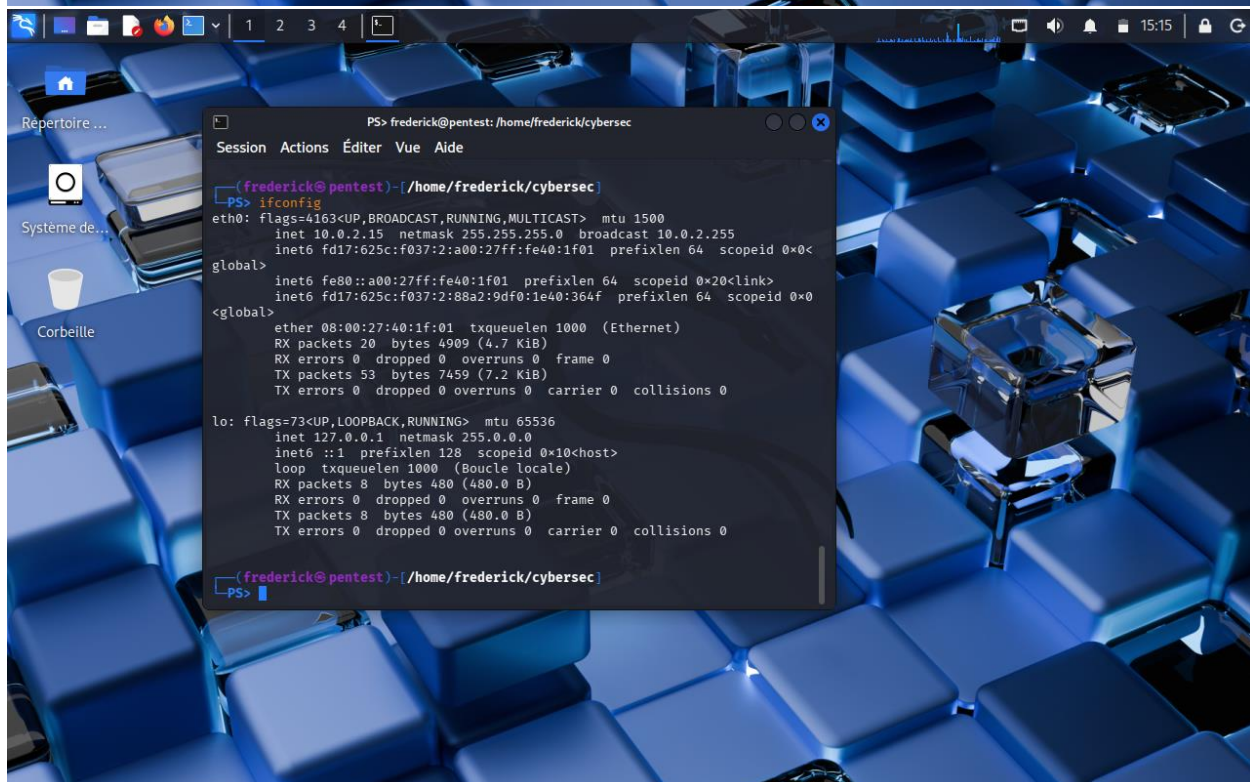 1 2 3 4 15:15
Répertoire ...
Système de...
Corbeille
PS> frederick@pentest: /home/frederick/cybersec
Session Actions Éditer Vue Aide
(frederick㉿pentest)-[/home/frederick/cybersec]
PS> ifconfig
eth0: flags=4163<UP,BROADCAST,RUNNING,MULTICAST> mtu 1500
inet 10.0.2.15 netmask 255.255.255.0 broadcast 10.0.2.255
inet6 fd17:625c:f037:2:a00:27ff:fe40:1f01 prefixlen 64 scopeid 0×0<
global>
inet6 fe80::a00:27ff:fe40:1f01 prefixlen 64 scopeid 0×20<link>
inet6 fd17:625c:f037:2:88a2:9df0:1e40:364f prefixlen 64 scopeid 0×0
<global>
ether 08:00:27:40:1f:01 txqueuelen 1000 (Ethernet)
RX packets 20 bytes 4909 (4.7 KiB)
RX errors 0 dropped 0 overruns 0 frame 0
TX packets 53 bytes 7459 (7.2 KiB)
TX errors 0 dropped 0 overruns 0 carrier 0 collisions 0
lo: flags=73<UP,LOOPBACK,RUNNING> mtu 65536
inet 127.0.0.1 netmask 255.0.0.0
inet6 ::1 prefixlen 128 scopeid 0×10<host>
loop txqueuelen 1000 (Boucle locale)
RX packets 8 bytes 480 (480.0 B)
RX errors 0 dropped 0 overruns 0 frame 0
TX packets 8 bytes 480 (480.0 B)
TX errors 0 dropped 0 overruns 0 carrier 0 collisions 0
(frederick㉿pentest)-[/home/frederick/cybersec]
PS>